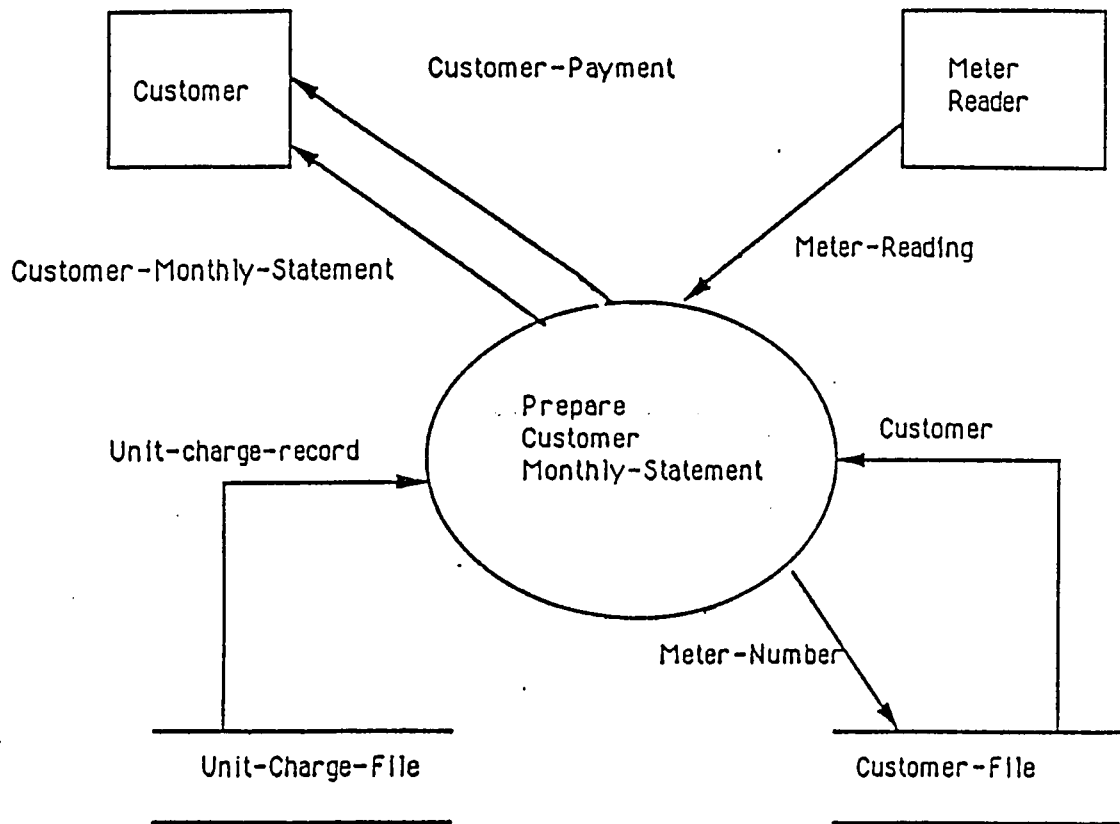 Customer-Payment
Customer
Meter
Reader
Meter-Reading
Customer-Monthly-Statement
Prepare
Customer
Monthly-Statement
Unit-charge-record
Customer
Meter-Number
Unit-Charge-File
Customer-File